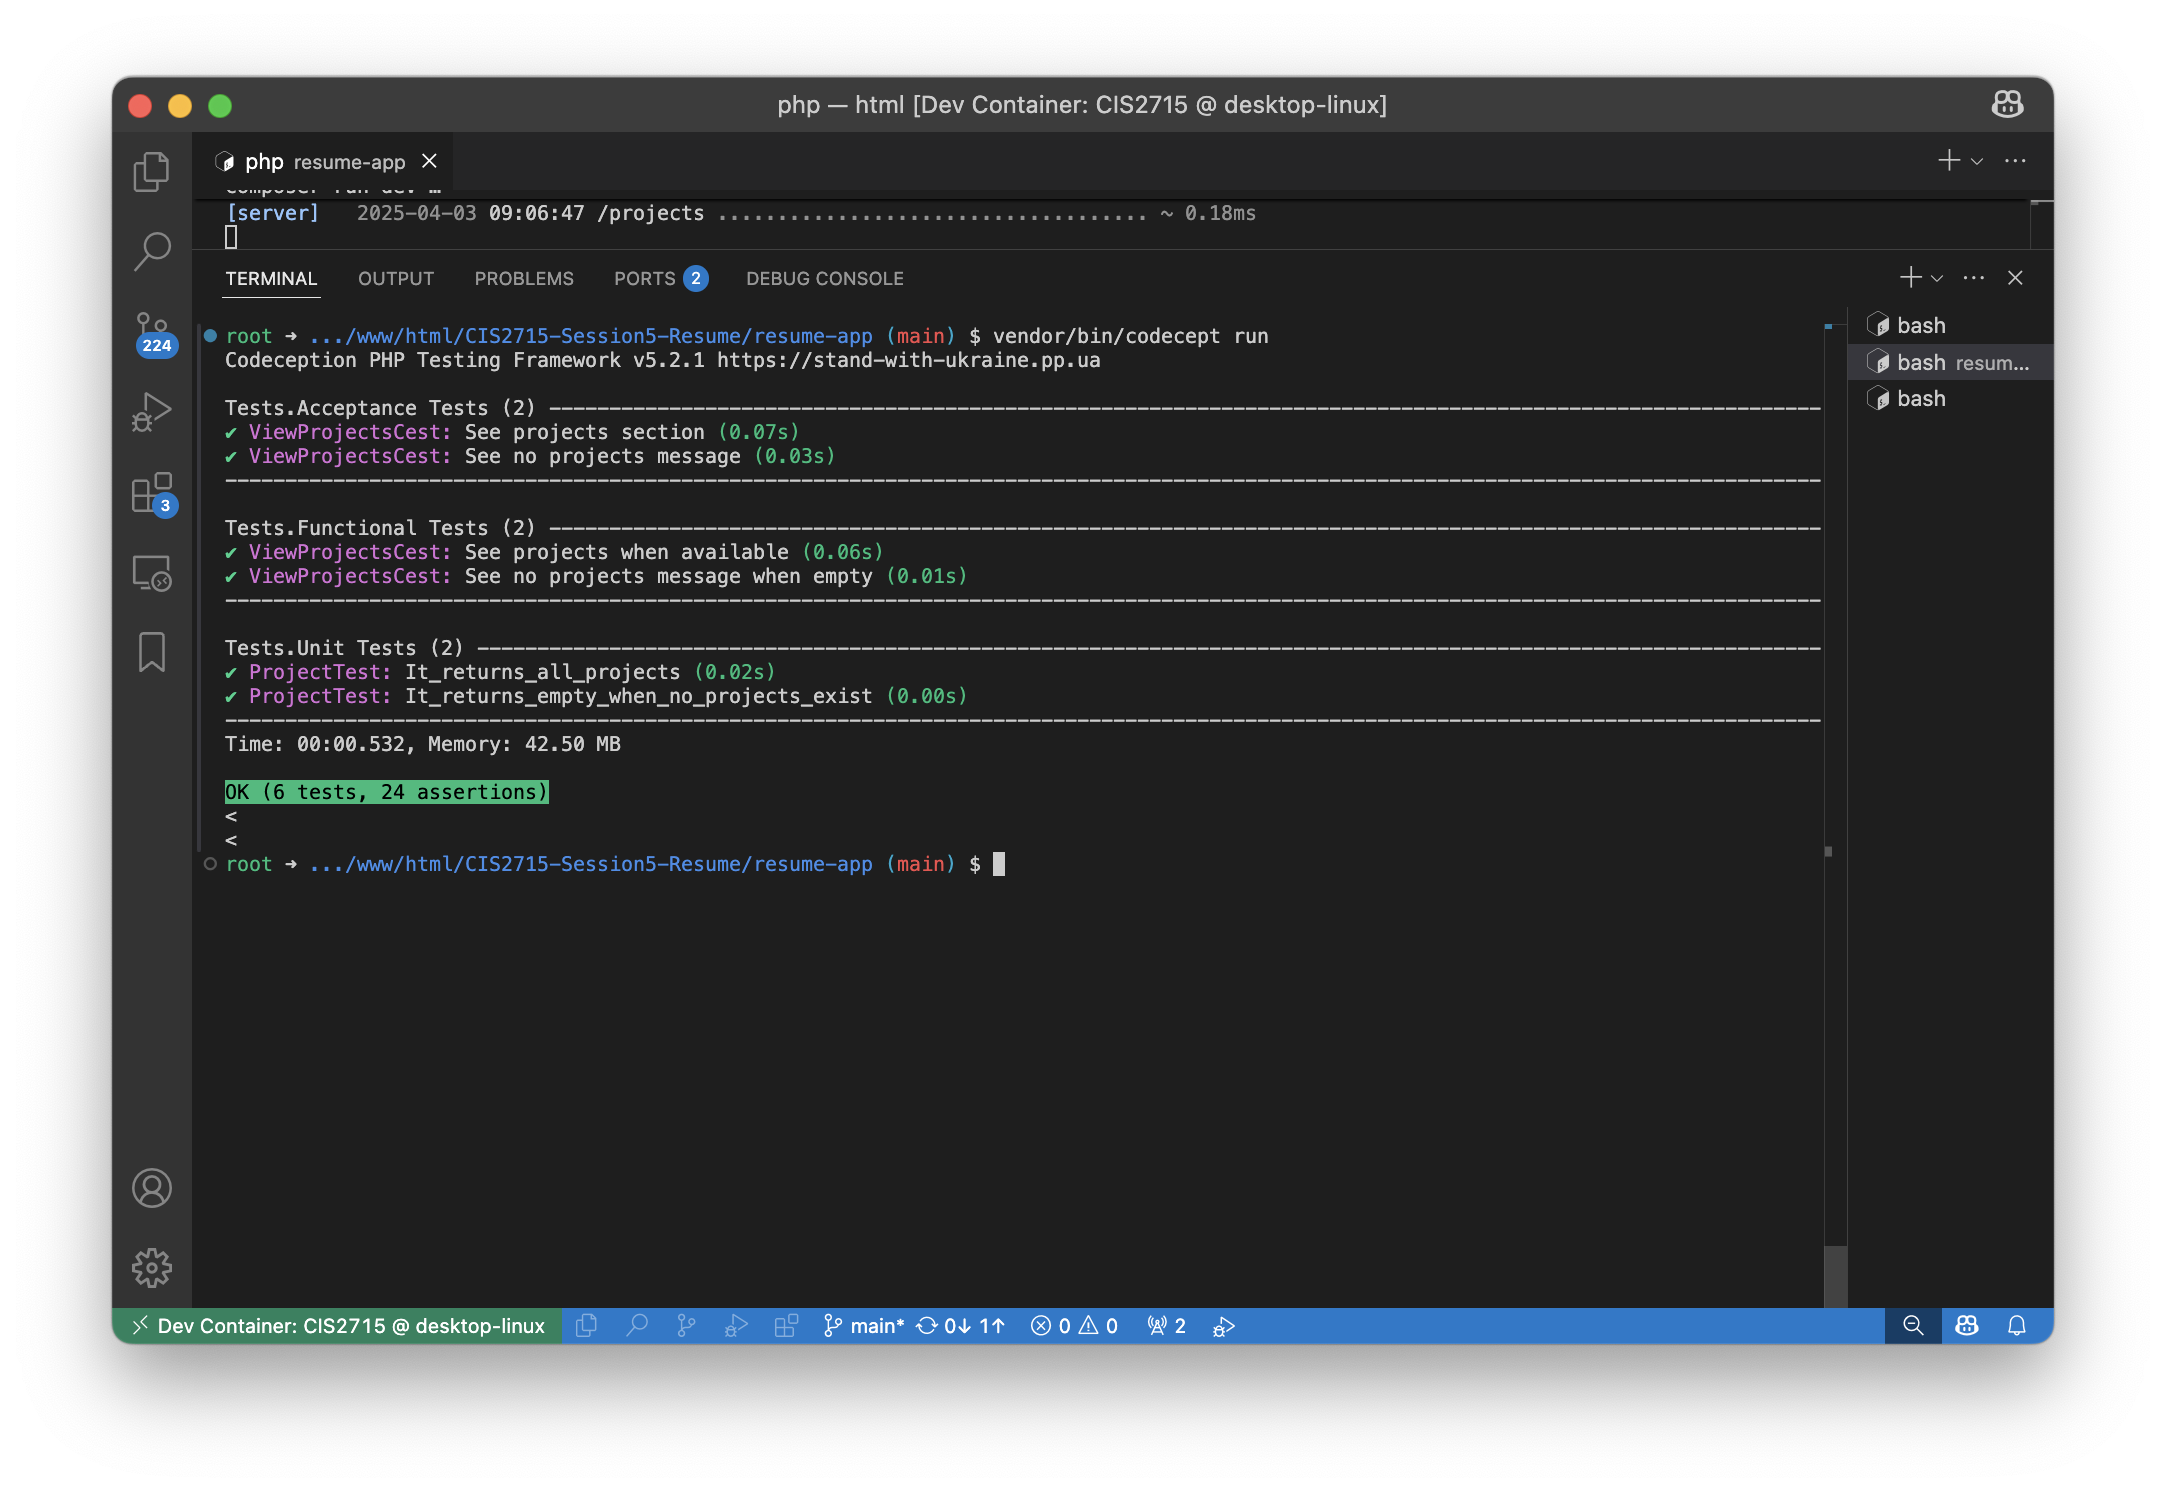 php — html [Dev Container: CIS2715 @ desktop-linux]
php resume-app
composer run dev …
[server] 2025-04-03 09:06:47 /projects .................................... ~ 0.18ms
TERMINAL OUTPUT PROBLEMS PORTS 2 DEBUG CONSOLE
224
3
root ➜ .../www/html/CIS2715-Session5-Resume/resume-app (main) $ vendor/bin/codecept run
Codeception PHP Testing Framework v5.2.1 https://stand-with-ukraine.pp.ua
Tests.Acceptance Tests (2) ----------
✔ ViewProjectsCest: See projects section (0.07s)
✔ ViewProjectsCest: See no projects message (0.03s)
Tests.Functional Tests (2) ----------
✔ ViewProjectsCest: See projects when available (0.06s)
✔ ViewProjectsCest: See no projects message when empty (0.01s)
Tests.Unit Tests (2) ----------
✔ ProjectTest: It_returns_all_projects (0.02s)
✔ ProjectTest: It_returns_empty_when_no_projects_exist (0.00s)
Time: 00:00.532, Memory: 42.50 MB
OK (6 tests, 24 assertions)
<
<
root ➜ .../www/html/CIS2715-Session5-Resume/resume-app (main) $
bash
bash resum...
bash
Dev Container: CIS2715 @ desktop-linux main* 0↓ 1↑ 0 0 2